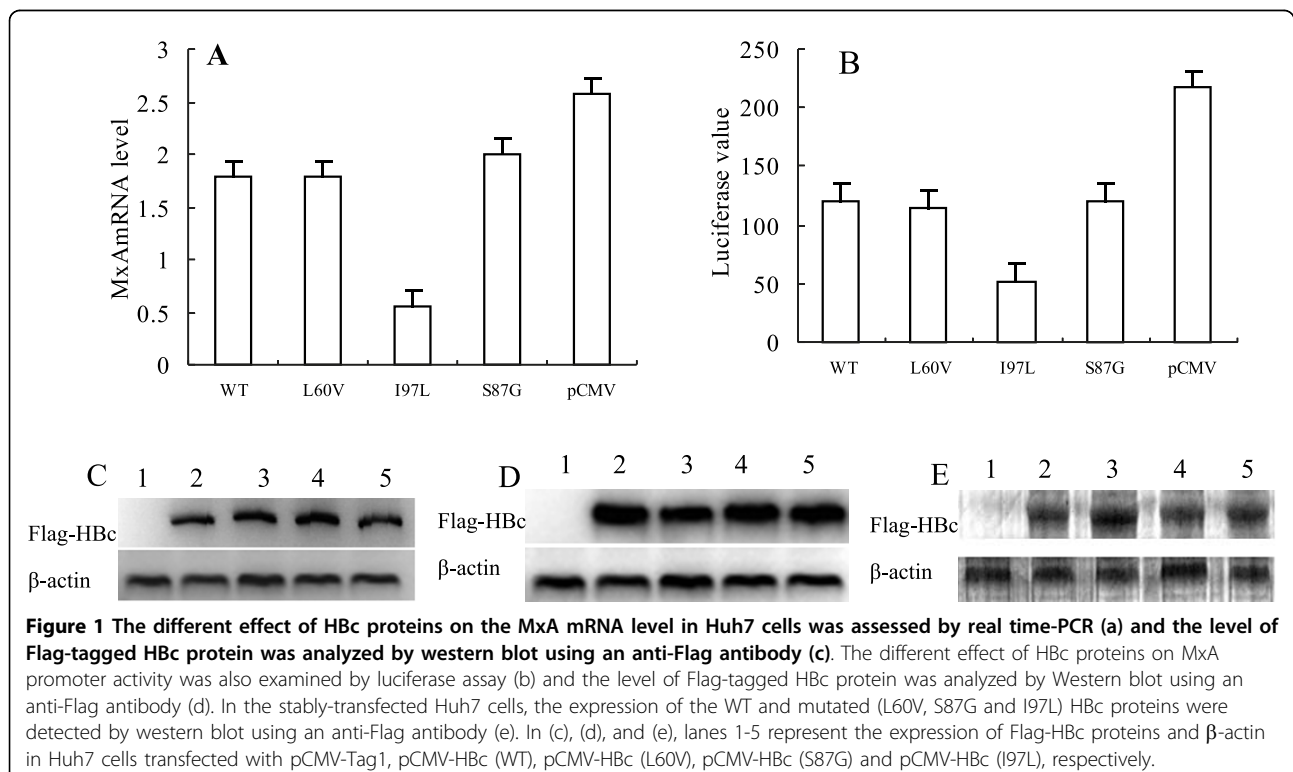 A
3
2.5
2
1.5
1
0.5
0
MxAmRNA level
WT L60V I97L S87G pCMV
B
250
200
150
100
50
0
Luciferase value
WT L60V I97L S87G pCMV
C 1 2 3 4 5
Flag-HBc
β-actin
D 1 2 3 4 5
Flag-HBc
β-actin
E 1 2 3 4 5
Flag-HBc
β-actin
Figure 1 The different effect of HBc proteins on the MxA mRNA level in Huh7 cells was assessed by real time-PCR (a) and the level of
Flag-tagged HBc protein was analyzed by western blot using an anti-Flag antibody (c). The different effect of HBc proteins on MxA
promoter activity was also examined by luciferase assay (b) and the level of Flag-tagged HBc protein was analyzed by Western blot using an
anti-Flag antibody (d). In the stably-transfected Huh7 cells, the expression of the WT and mutated (L60V, S87G and I97L) HBc proteins were
detected by western blot using an anti-Flag antibody (e). In (c), (d), and (e), lanes 1-5 represent the expression of Flag-HBc proteins and β-actin
in Huh7 cells transfected with pCMV-Tag1, pCMV-HBc (WT), pCMV-HBc (L60V), pCMV-HBc (S87G) and pCMV-HBc (I97L), respectively.